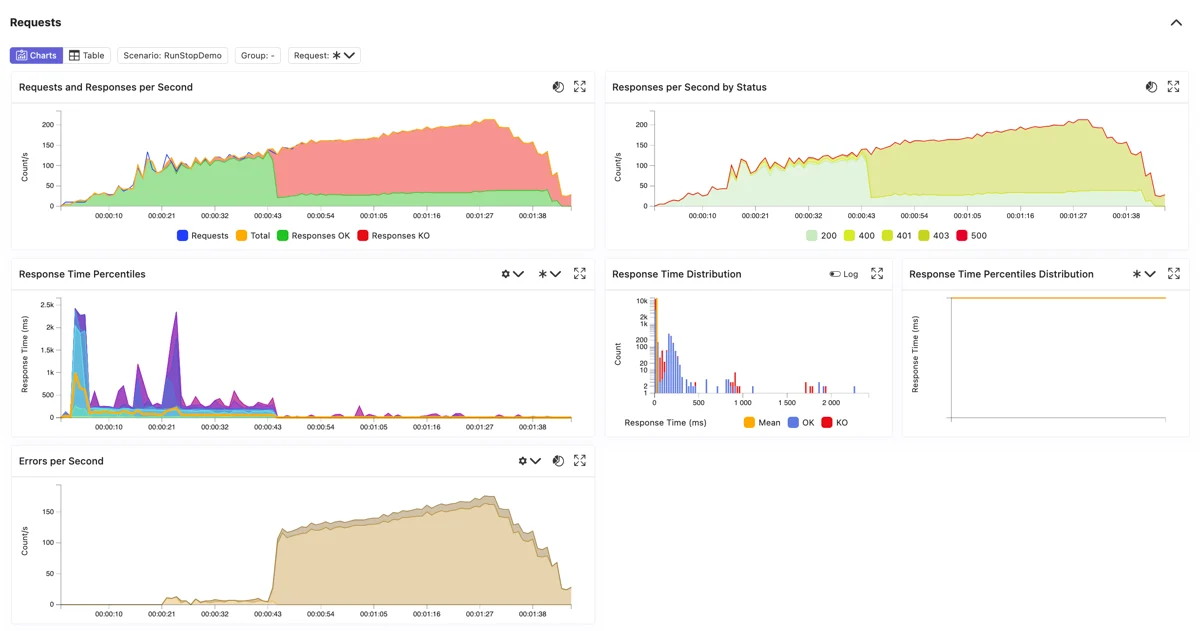 Requests
Charts Table Scenario: RunStopDemo Group: - Request: ∗
Requests and Responses per Second
Count/s
200
150
100
50
0
00:00:10 00:00:21 00:00:32 00:00:43 00:00:54 00:01:05 00:01:16 00:01:27 00:01:38
Requests Total Responses OK Responses KO
Responses per Second by Status
Count/s
200
150
100
50
0
00:00:10 00:00:21 00:00:32 00:00:43 00:00:54 00:01:05 00:01:16 00:01:27 00:01:38
200 400 401 403 500
Response Time Percentiles
∗
Response Time (ms)
2.5k
2k
1.5k
1k
500
0
00:00:10 00:00:21 00:00:32 00:00:43 00:00:54 00:01:05 00:01:16 00:01:27 00:01:38
Response Time Distribution
Log
Count
10k
2k
1k
200
100
20
10
2
1
0 500 1 000 1 500 2 000
Response Time (ms) Mean OK KO
Response Time Percentiles Distribution
∗
Response Time (ms)
Errors per Second
Count/s
150
100
50
0
00:00:10 00:00:21 00:00:32 00:00:43 00:00:54 00:01:05 00:01:16 00:01:27 00:01:38